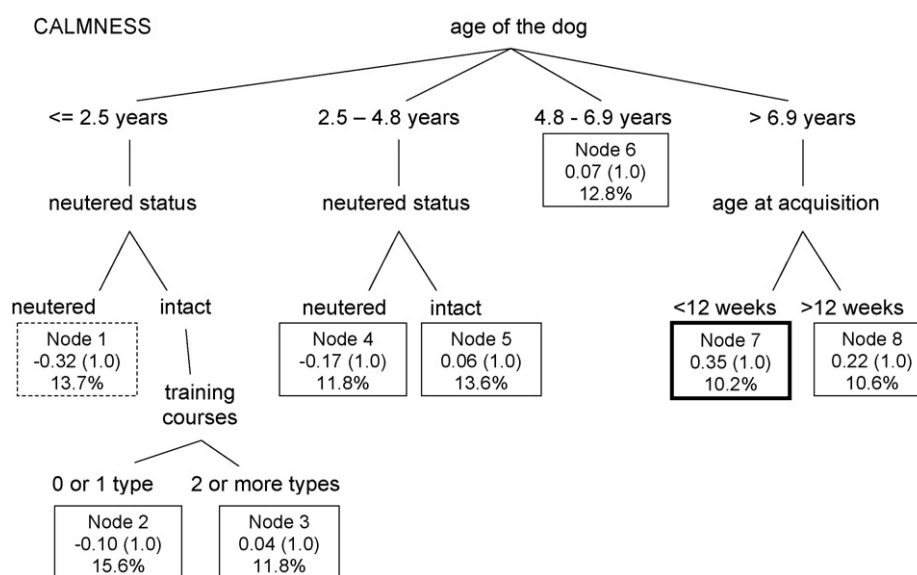 CALMNESS
age of the dog
<= 2.5 years
2.5 – 4.8 years
4.8 - 6.9 years
> 6.9 years
Node 6
0.07 (1.0)
12.8%
neutered status
neutered status
age at acquisition
neutered
intact
neutered
intact
<12 weeks
>12 weeks
Node 1
-0.32 (1.0)
13.7%
Node 4
-0.17 (1.0)
11.8%
Node 5
0.06 (1.0)
13.6%
Node 7
0.35 (1.0)
10.2%
Node 8
0.22 (1.0)
10.6%
training
courses
0 or 1 type
2 or more types
Node 2
-0.10 (1.0)
15.6%
Node 3
0.04 (1.0)
11.8%